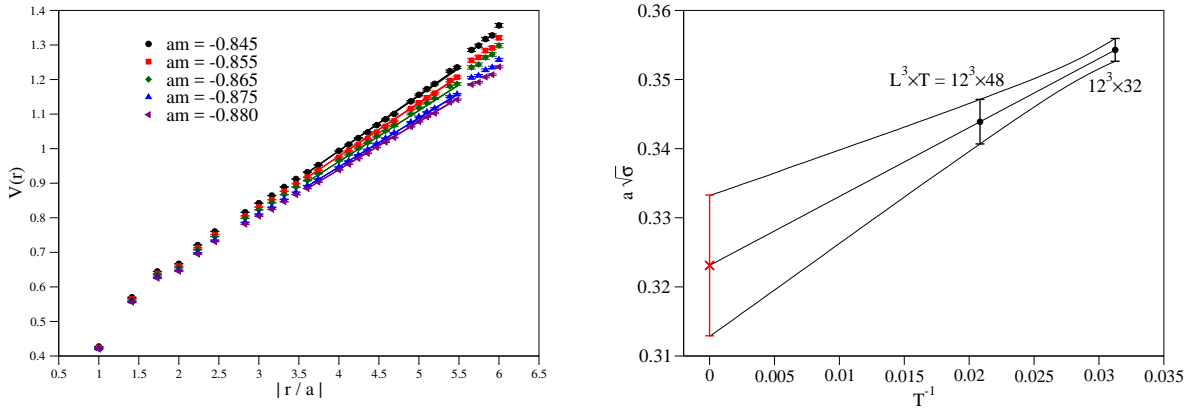 1.4
1.3
1.2
1.1
1
0.9
0.8
0.7
0.6
0.5
0.4
V(r)
am = -0.845
am = -0.855
am = -0.865
am = -0.875
am = -0.880
0.5 1 1.5 2 2.5 3 3.5 4 4.5 5 5.5 6 6.5
| r / a |
0.36
0.35
0.34
0.33
0.32
0.31
a √σ
L³×T = 12³×48
12³×32
0 0.005 0.01 0.015 0.02 0.025 0.03 0.035
T⁻¹